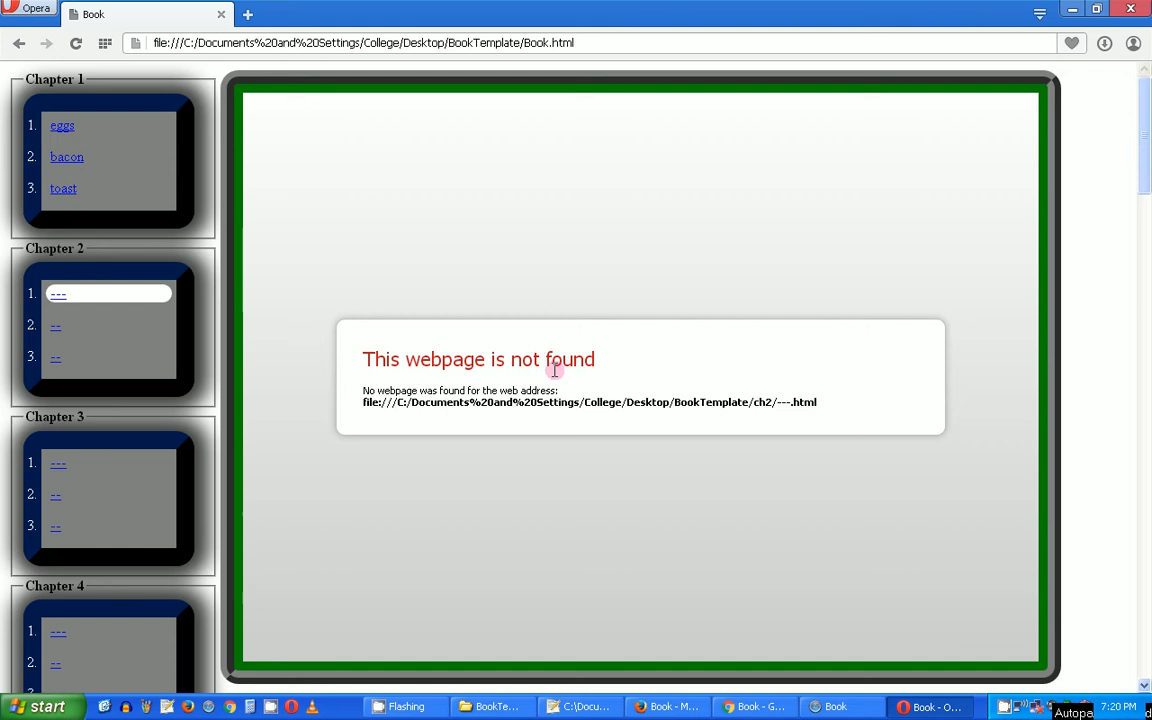 Opera
Book
file:///C:/Documents%20and%20Settings/College/Desktop/BookTemplate/Book.html
Chapter 1
1. eggs
2. bacon
3. toast
Chapter 2
1. ---
2. --
3. --
Chapter 3
1. ---
2. --
3. --
Chapter 4
1. ---
2. --
This webpage is not found
No webpage was found for the web address:
file:///C:/Documents%20and%20Settings/College/Desktop/BookTemplate/ch2/---.html
start
Flashing
BookTe...
C:\Docu...
Book - M...
Book - G...
Book
Book - O...
7:20 PM
Autopa